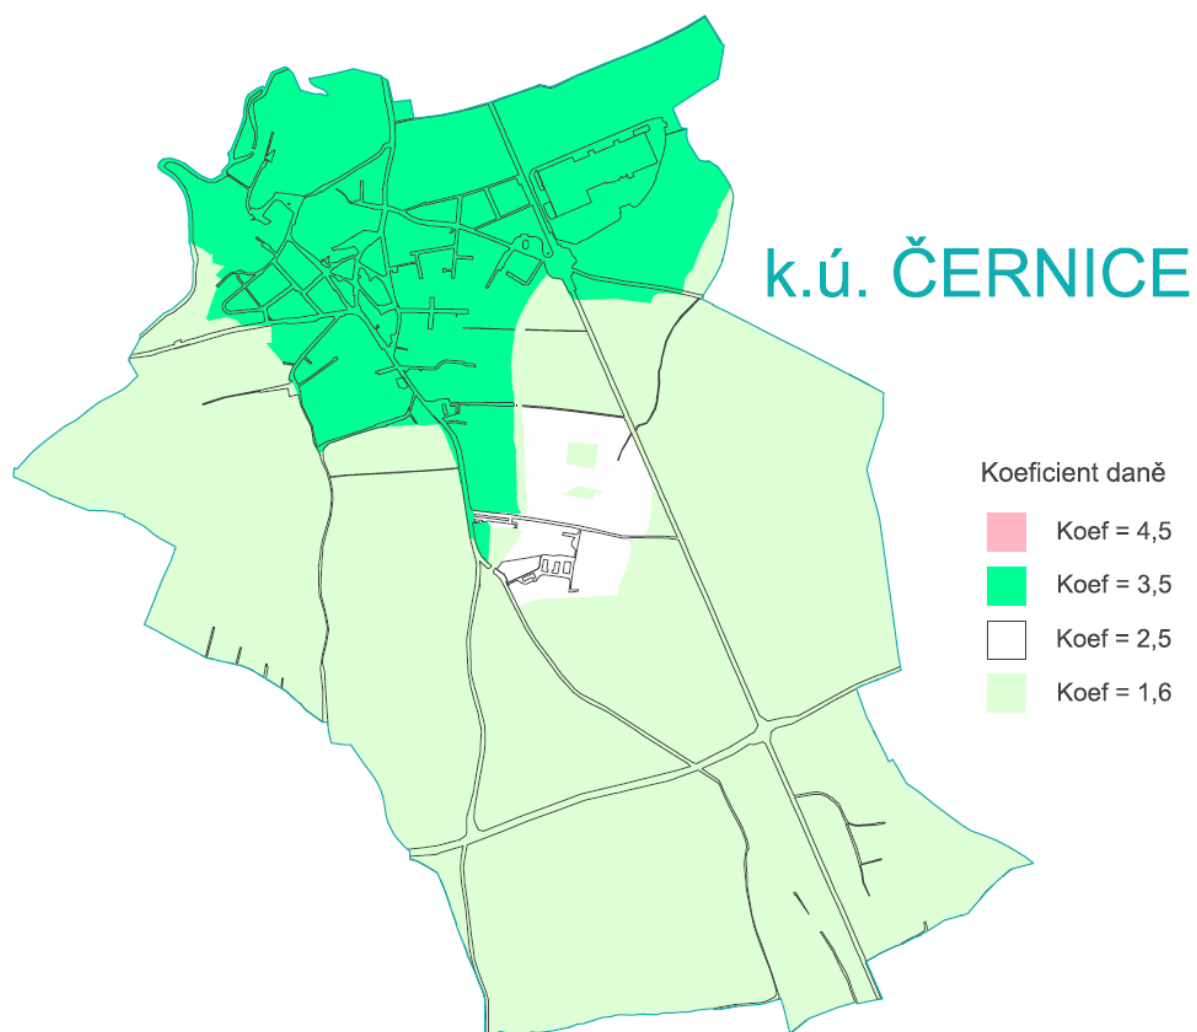 k.ú. ČERNICE
Koeficient daně
Koef = 4,5
Koef = 3,5
Koef = 2,5
Koef = 1,6